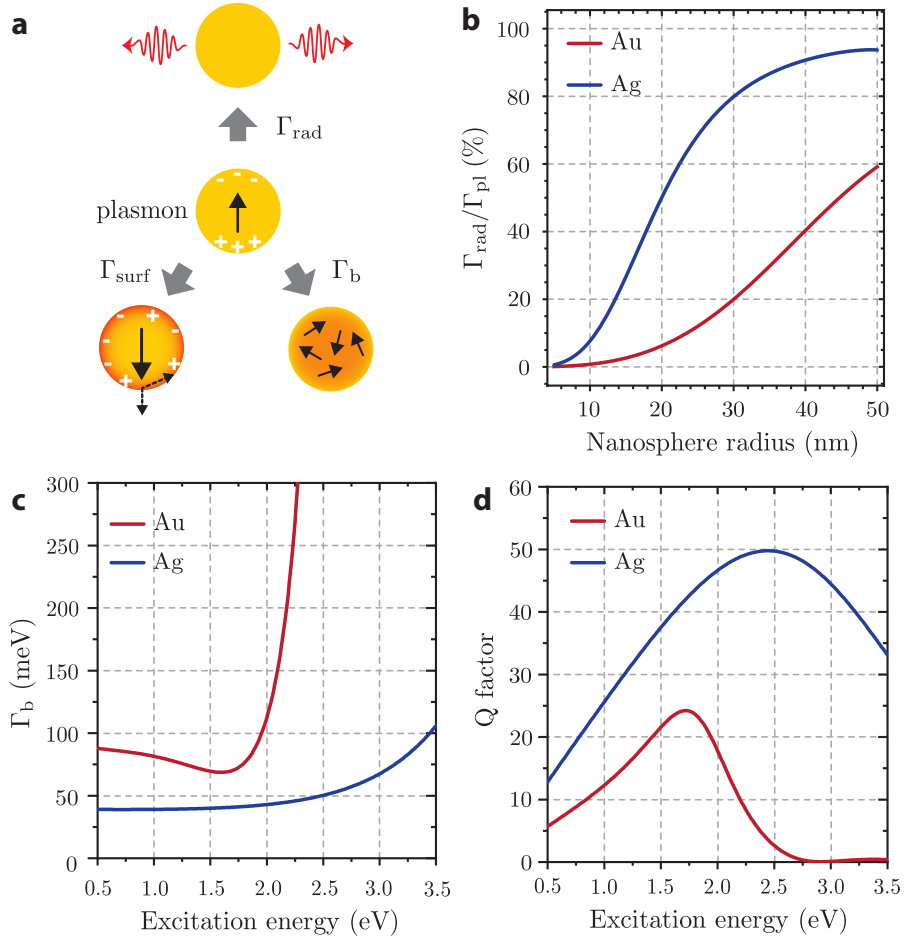 a
Γrad
plasmon
Γsurf
Γb
- - -
+ + +
- +
- -
+ -
+ +
b
Au
Ag
Γrad/Γpl (%)
100
80
60
40
20
0
10 20 30 40 50
Nanosphere radius (nm)
c
Au
Ag
Γb (meV)
300
250
200
150
100
50
0
0.5 1.0 1.5 2.0 2.5 3.0 3.5
Excitation energy (eV)
d
Au
Ag
Q factor
60
50
40
30
20
10
0
0.5 1.0 1.5 2.0 2.5 3.0 3.5
Excitation energy (eV)